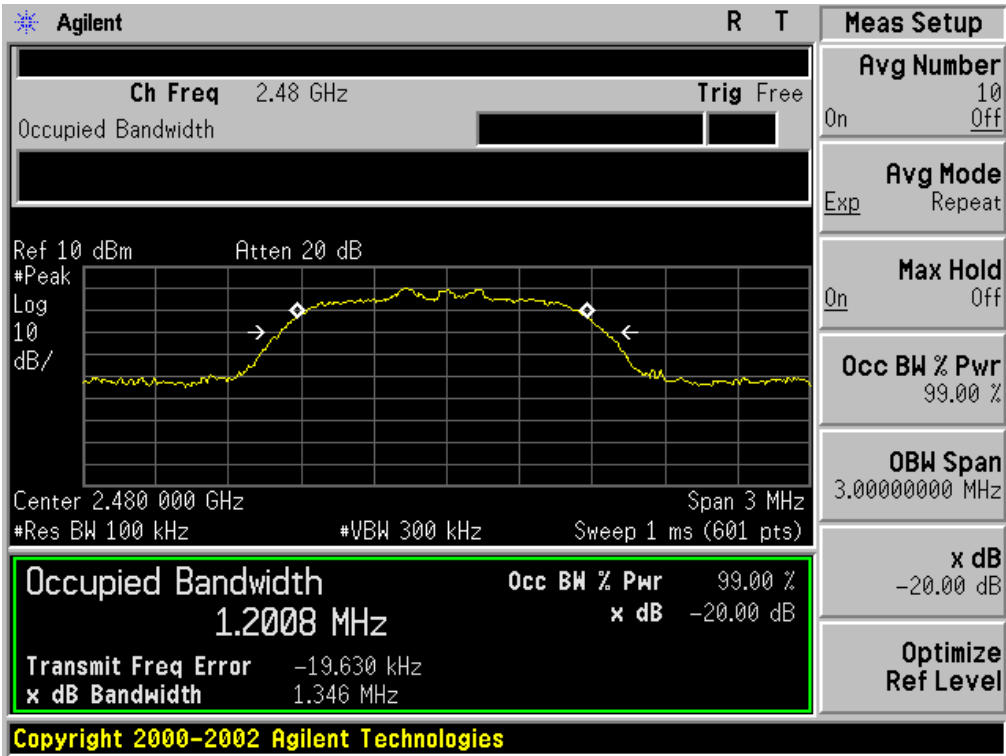 Agilent R T
Ch Freq 2.48 GHz Trig Free
Occupied Bandwidth
Ref 10 dBm Atten 20 dB
#Peak
Log
10
dB/
Center 2.480 000 GHz Span 3 MHz
#Res BW 100 kHz #VBW 300 kHz Sweep 1 ms (601 pts)
Occupied Bandwidth Occ BW % Pwr 99.00 %
1.2008 MHz x dB -20.00 dB
Transmit Freq Error -19.630 kHz
x dB Bandwidth 1.346 MHz
Copyright 2000-2002 Agilent Technologies
Meas Setup
Avg Number
10
On Off
Avg Mode
Exp Repeat
Max Hold
On Off
Occ BW % Pwr
99.00 %
OBW Span
3.00000000 MHz
x dB
-20.00 dB
Optimize
Ref Level